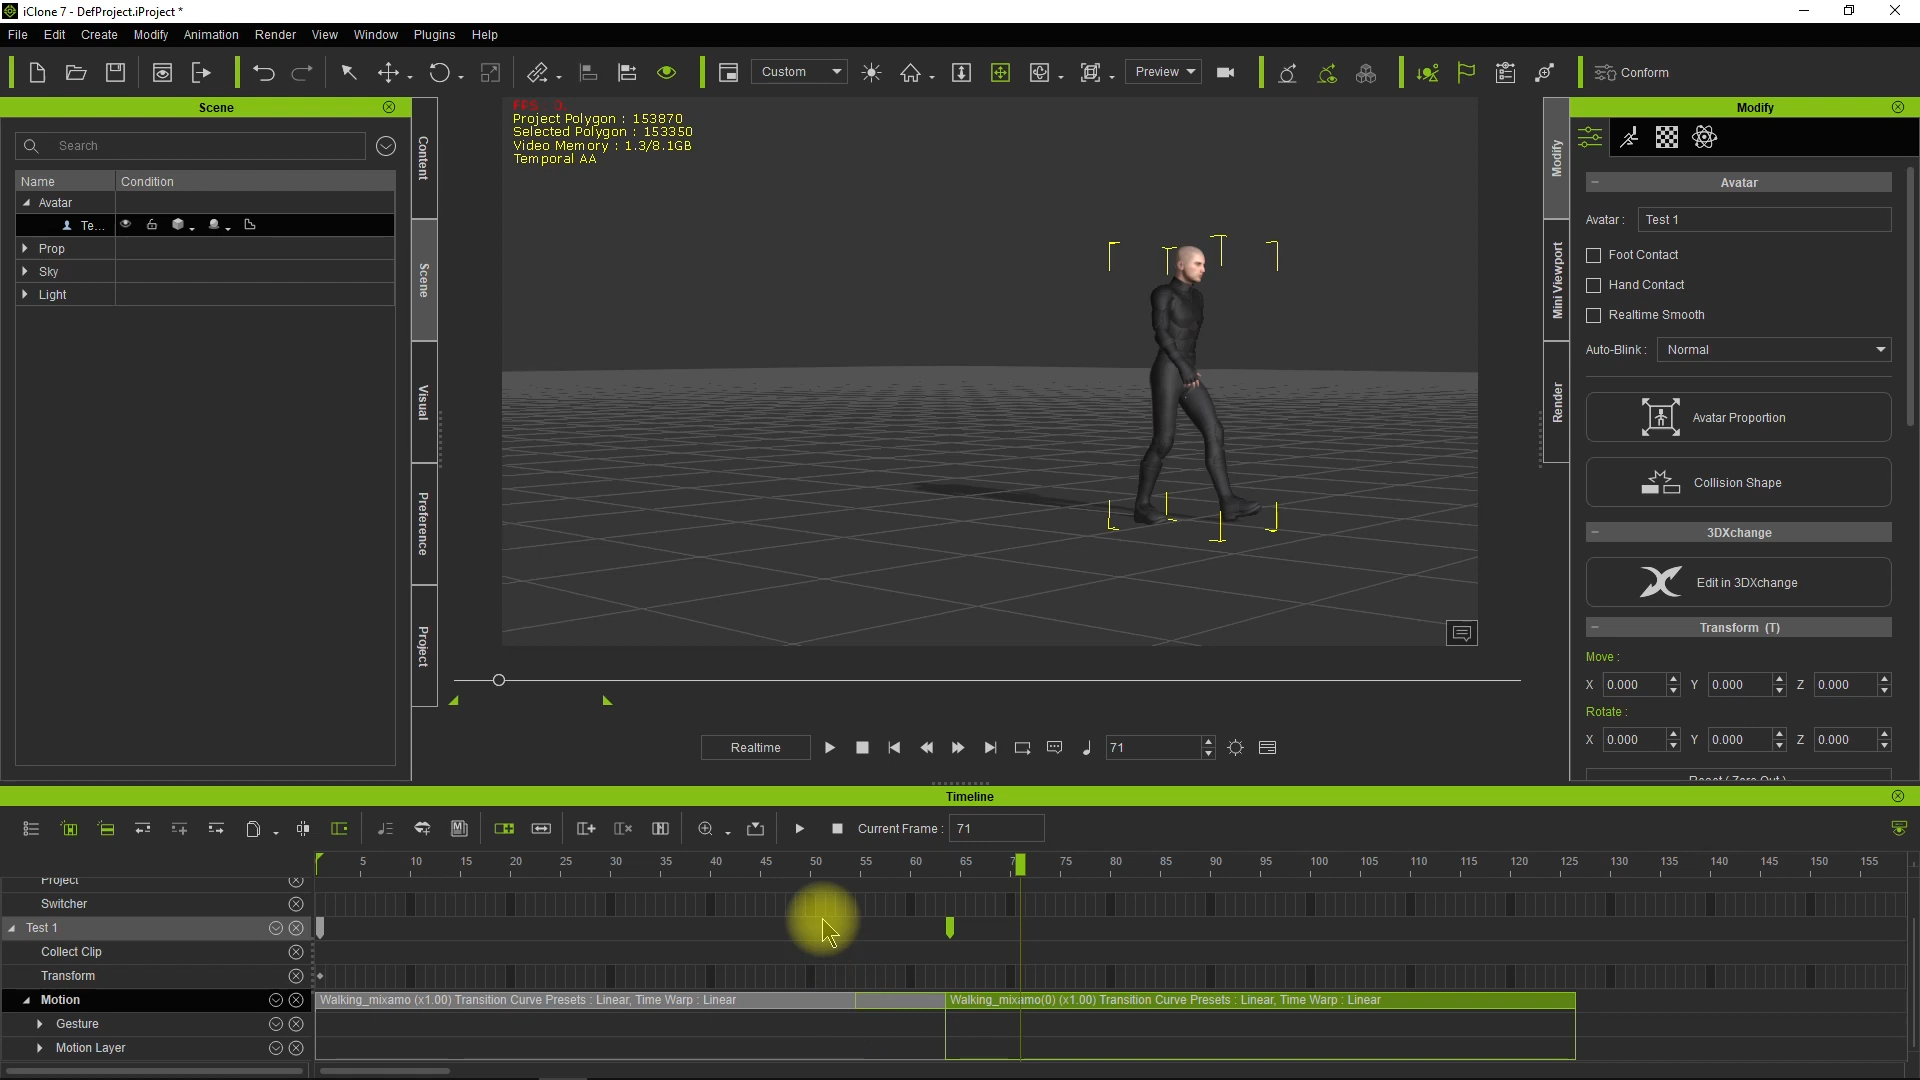 iClone 7 - DefProject.iProject *
File Edit Create Modify Animation Render View Window Plugins Help
Custom Preview Conform
Scene
Search
Name Condition
Avatar
Te...
Prop
Sky
Light
Content
Scene
Visual
Preference
Project
FPS : 0.
Project Polygon : 153870
Selected Polygon : 153350
Video Memory : 1.3/8.1GB
Temporal AA
Modify
Mini Viewport
Render
Modify
Avatar
Avatar : Test 1
Foot Contact
Hand Contact
Realtime Smooth
Auto-Blink : Normal
Avatar Proportion
Collision Shape
3DXchange
Edit in 3DXchange
Transform (T)
Move :
X 0.000 Y 0.000 Z 0.000
Rotate :
X 0.000 Y 0.000 Z 0.000
Reset ( Zero Out )
Realtime 71
Timeline
Current Frame : 71
5 10 15 20 25 30 35 40 45 50 55 60 65 7 75 80 85 90 95 100 105 110 115 120 125 130 135 140 145 150 155
Project
Switcher
Test 1
Collect Clip
Transform
Motion
Walking_mixamo (x1.00) Transition Curve Presets : Linear, Time Warp : Linear
Walking_mixamo(0) (x1.00) Transition Curve Presets : Linear, Time Warp : Linear
Gesture
Motion Layer